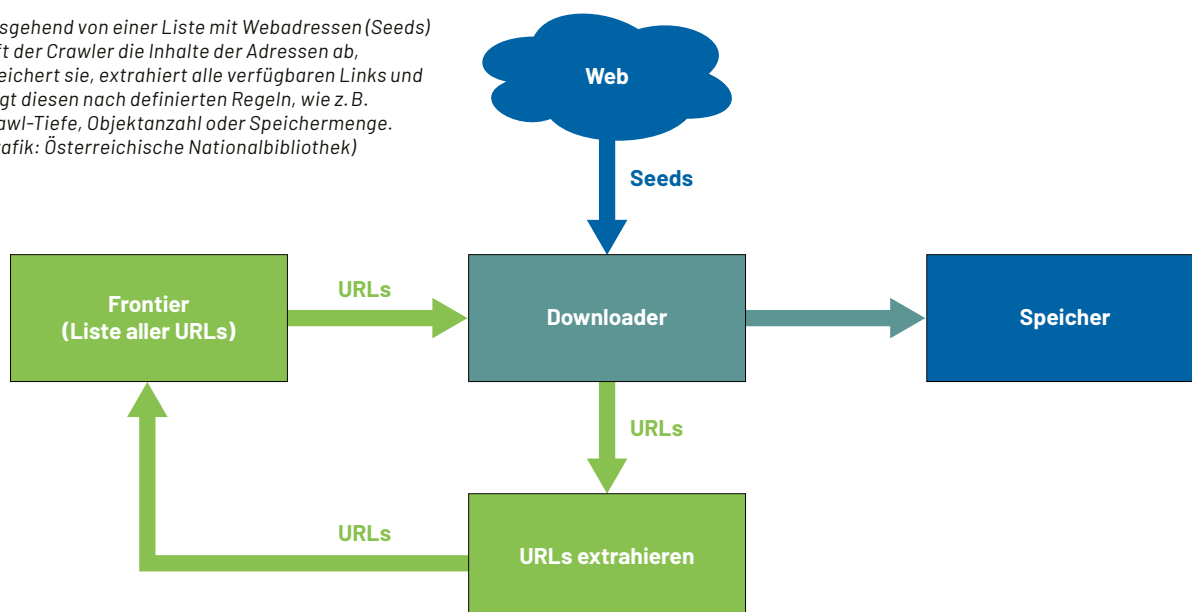 sgehend von einer Liste mit Webadressen (Seeds)
ft der Crawler die Inhalte der Adressen ab,
eichert sie, extrahiert alle verfügbaren Links und
gt diesen nach definierten Regeln, wie z. B.
awl-Tiefe, Objektanzahl oder Speichermenge.
rafik: Österreichische Nationalbibliothek)
Web
Seeds
Frontier
(Liste aller URLs)
URLs
Downloader
Speicher
URLs
URLs
URLs extrahieren